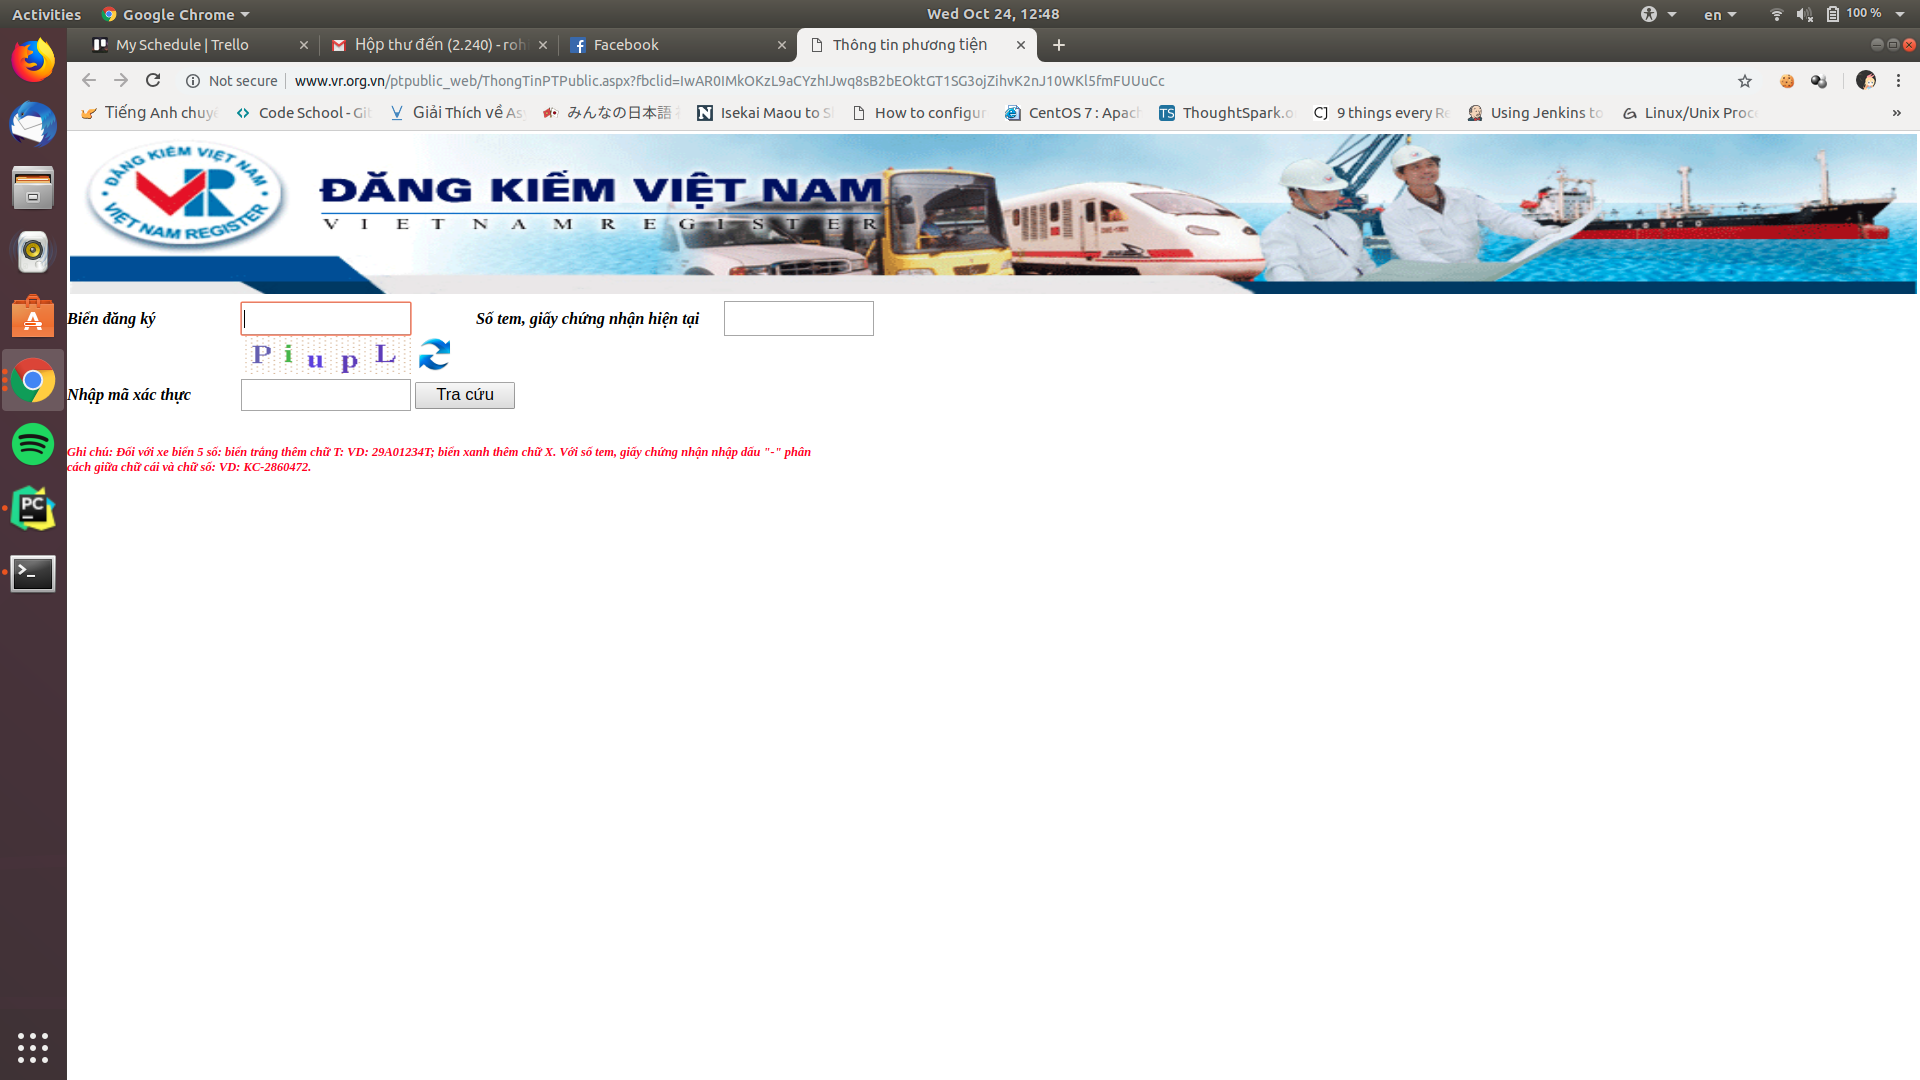 Activities Google Chrome Wed Oct 24, 12:48 en 100 %
My Schedule | Trello Hộp thư đến (2.240) - roh Facebook Thông tin phương tiện
Not secure www.vr.org.vn/ptpublic_web/ThongTinPTPublic.aspx?fbclid=IwAR0IMkOKzL9aCYzhIJwq8sB2bEOktGT1SG3ojZihvK2nJ10WKl5fmFUUuCc
Tiếng Anh chuyê Code School - Git Giải Thích về Asy みんなの日本語 Isekai Maou to S How to configur CentOS 7 : Apach ThoughtSpark.o 9 things every Re Using Jenkins to Linux/Unix Proc »
ĐĂNG KIỂM VIỆT NAM
VIỆT NAM REGISTER
ĐĂNG KIỂM VIỆT NAM
VIETNAM REGISTER
Biển đăng ký Số tem, giấy chứng nhận hiện tại
P i u p L
Nhập mã xác thực Tra cứu
Ghi chú: Đối với xe biển 5 số: biển trắng thêm chữ T: VD: 29A01234T; biển xanh thêm chữ X. Với số tem, giấy chứng nhận nhập dấu "-" phân
cách giữa chữ cái và chữ số: VD: KC-2860472.